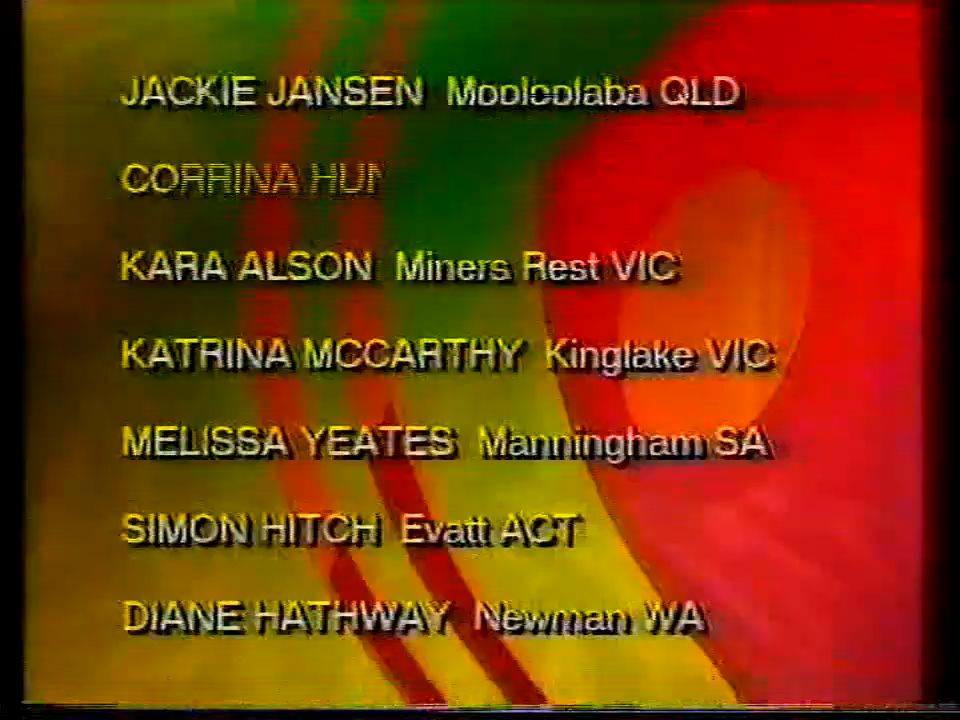 JACKIE JANSEN Mooloolaba QLD
CORRINA HUN
KARA ALSON Miners Rest VIC
KATRINA MCCARTHY Kinglake VIC
MELISSA YEATES Manningham SA
SIMON HITCH Evatt ACT
DIANE HATHWAY Newman WA